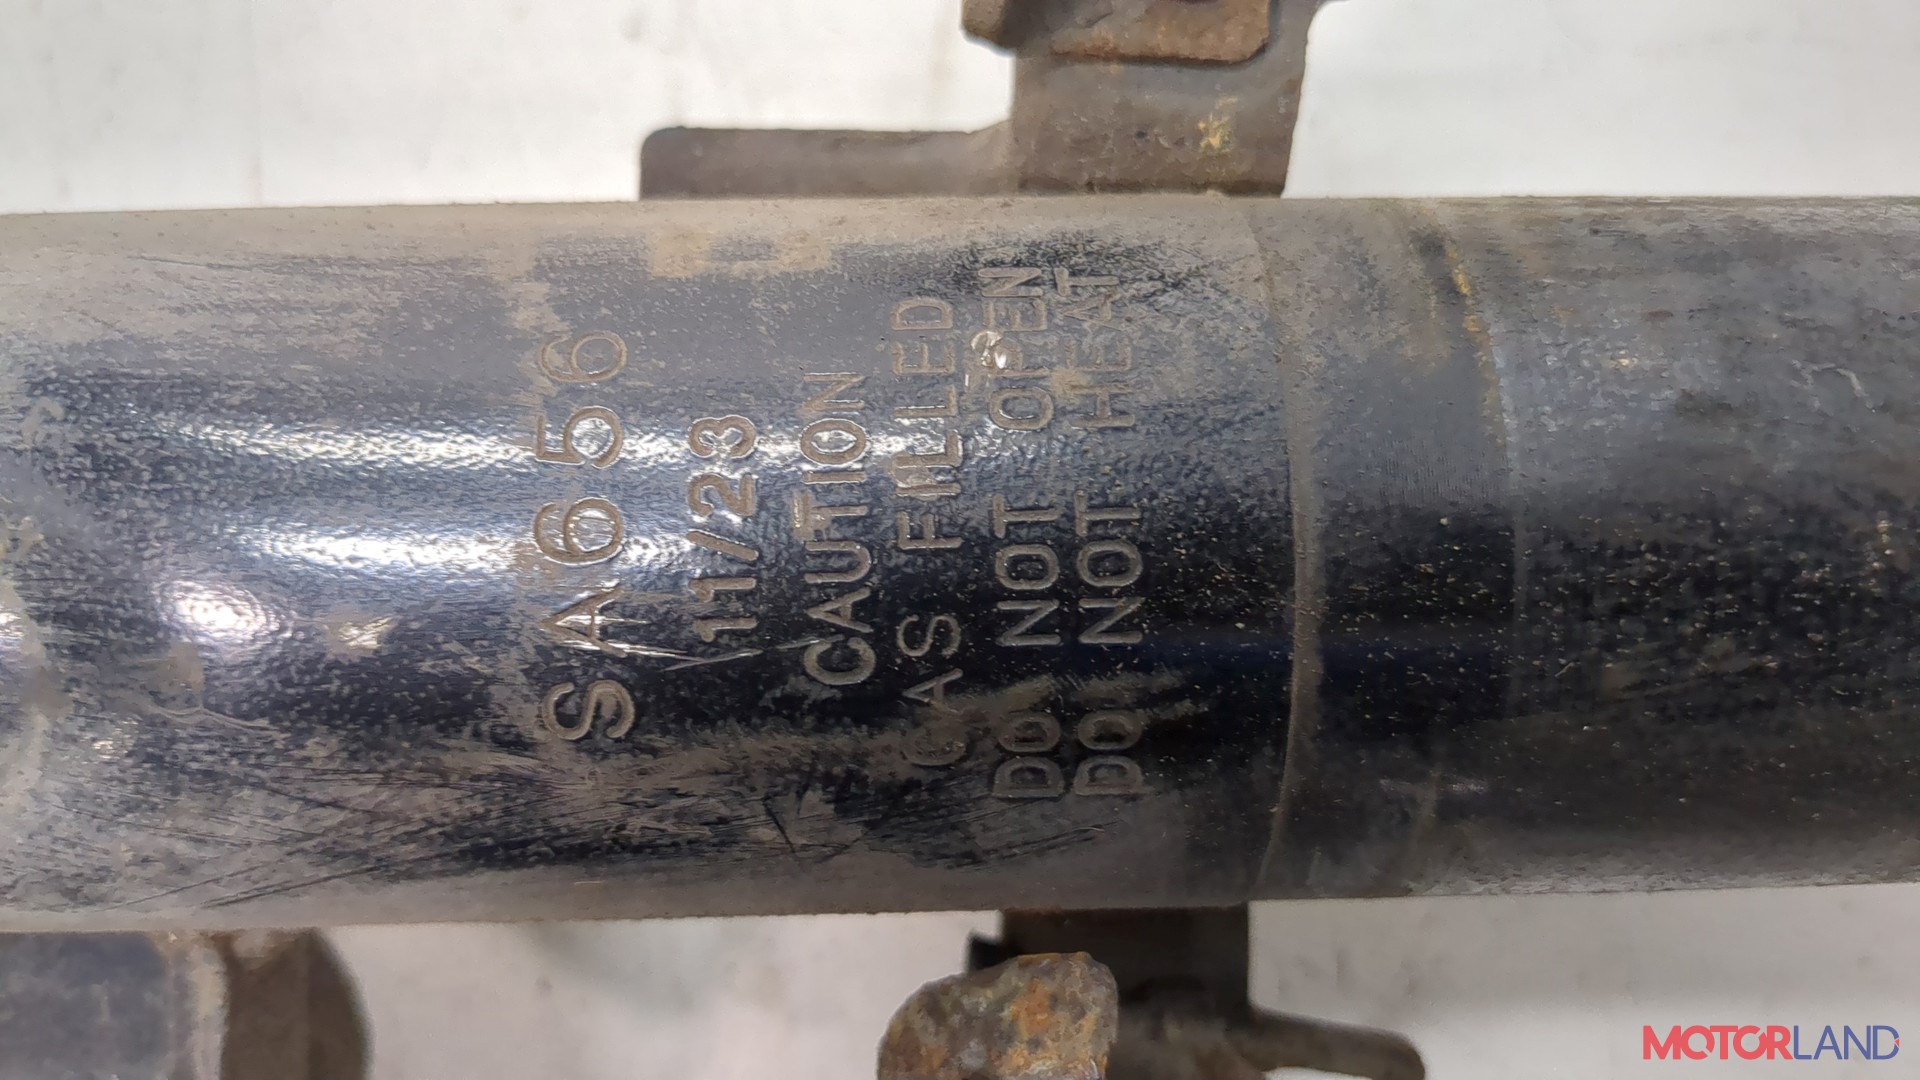 SA656
11/23
CAUTION
GAS FILLED
DO NOT OPEN
DO NOT HEAT
MOTORLAND